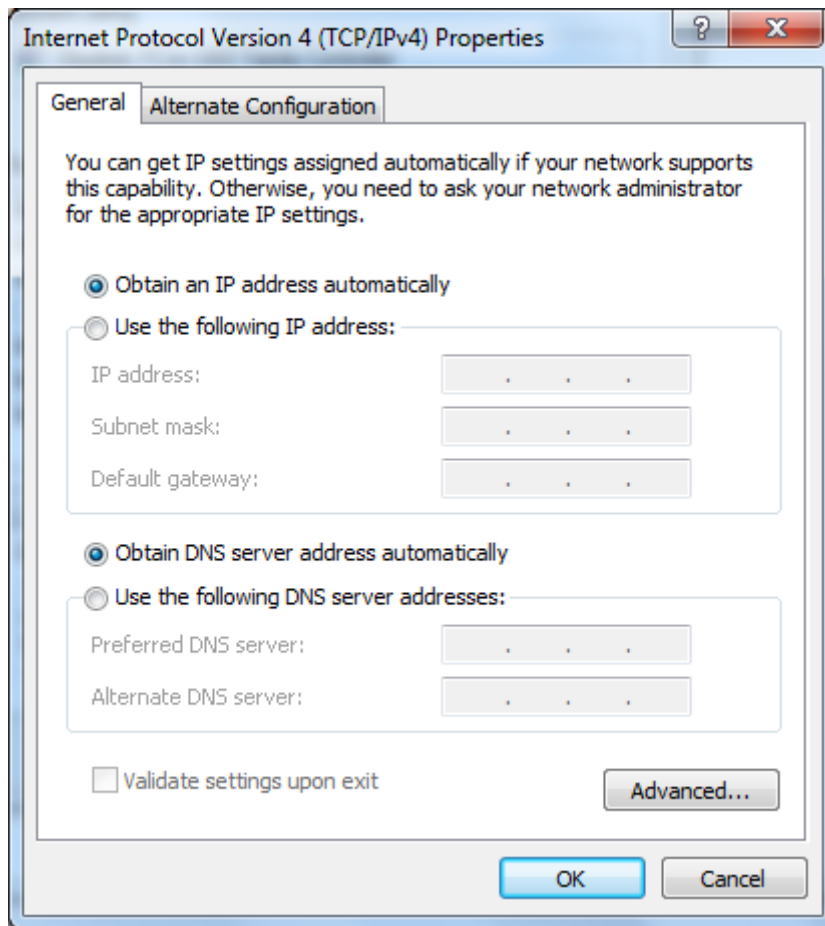 Internet Protocol Version 4 (TCP/IPv4) Properties
General
Alternate Configuration
You can get IP settings assigned automatically if your network supports
this capability. Otherwise, you need to ask your network administrator
for the appropriate IP settings.
Obtain an IP address automatically
Use the following IP address:
IP address:
Subnet mask:
Default gateway:
Obtain DNS server address automatically
Use the following DNS server addresses:
Preferred DNS server:
Alternate DNS server:
Validate settings upon exit
Advanced...
OK
Cancel